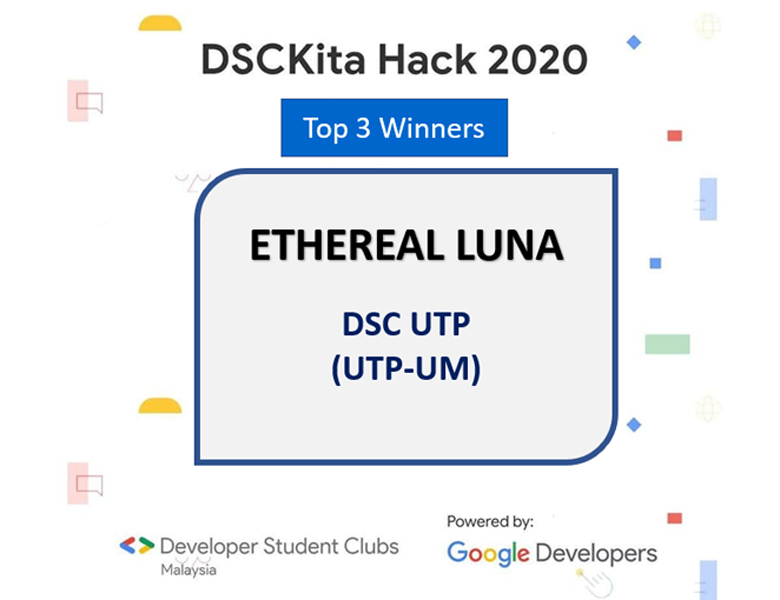 DSCKita Hack 2020
Top 3 Winners
ETHEREAL LUNA
DSC UTP
(UTP-UM)
Developer Student Clubs
Malaysia
Powered by:
Google Developers